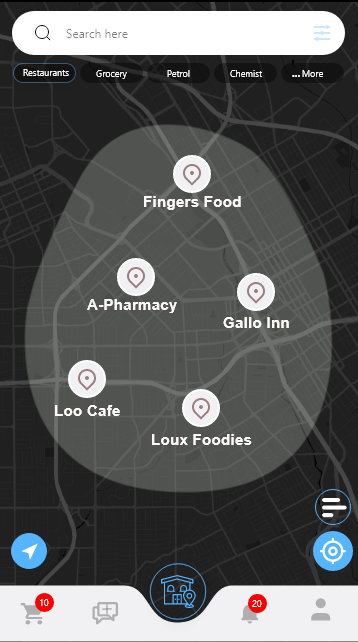 Search here
Restaurants Grocery Petrol Chemist ... More
Fingers Food
A-Pharmacy
Gallo Inn
Loo Cafe
Loux Foodies
10 20